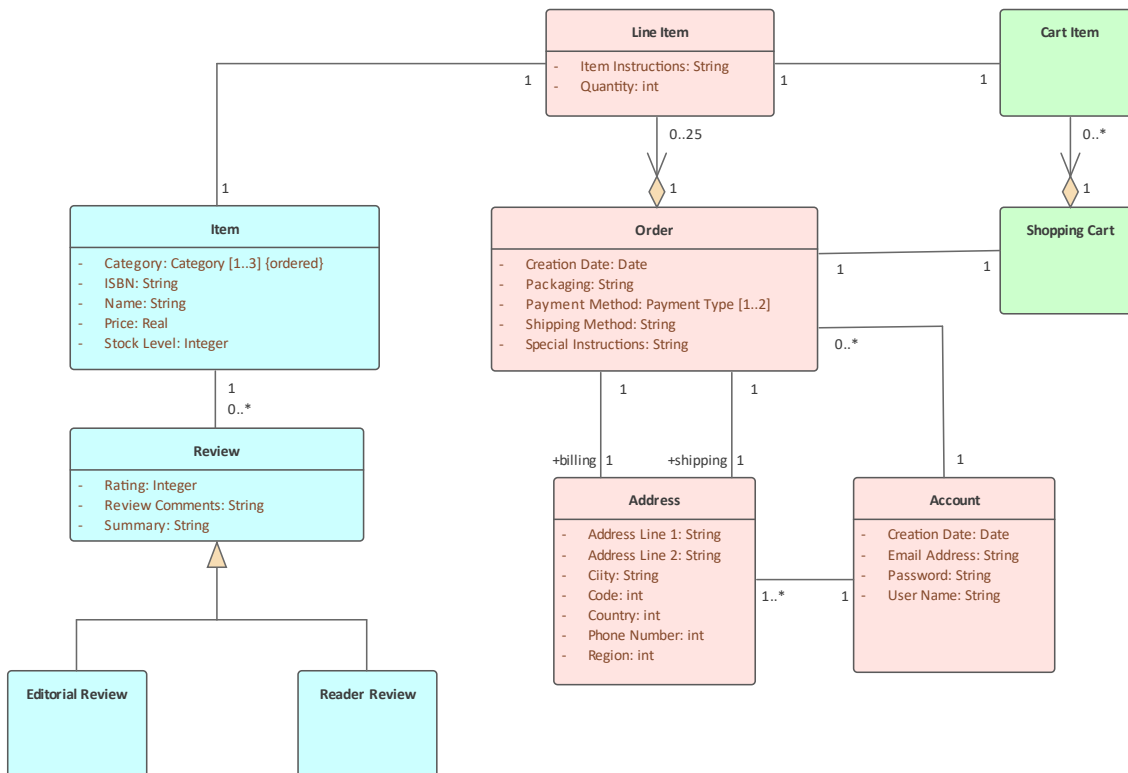 Line Item
- Item Instructions: String
- Quantity: int
Cart Item
1
1
1
0..25
0..*
1
1
1
Item
- Category: Category [1..3] {ordered}
- ISBN: String
- Name: String
- Price: Real
- Stock Level: Integer
Order
- Creation Date: Date
- Packaging: String
- Payment Method: Payment Type [1..2]
- Shipping Method: String
- Special Instructions: String
Shopping Cart
1
1
0..*
1
0..*
1
1
Review
- Rating: Integer
- Review Comments: String
- Summary: String
+billing 1
+shipping 1
1
Address
- Address Line 1: String
- Address Line 2: String
- Ciity: String
- Code: int
- Country: int
- Phone Number: int
- Region: int
Account
- Creation Date: Date
- Email Address: String
- Password: String
- User Name: String
1..*
1
Editorial Review
Reader Review